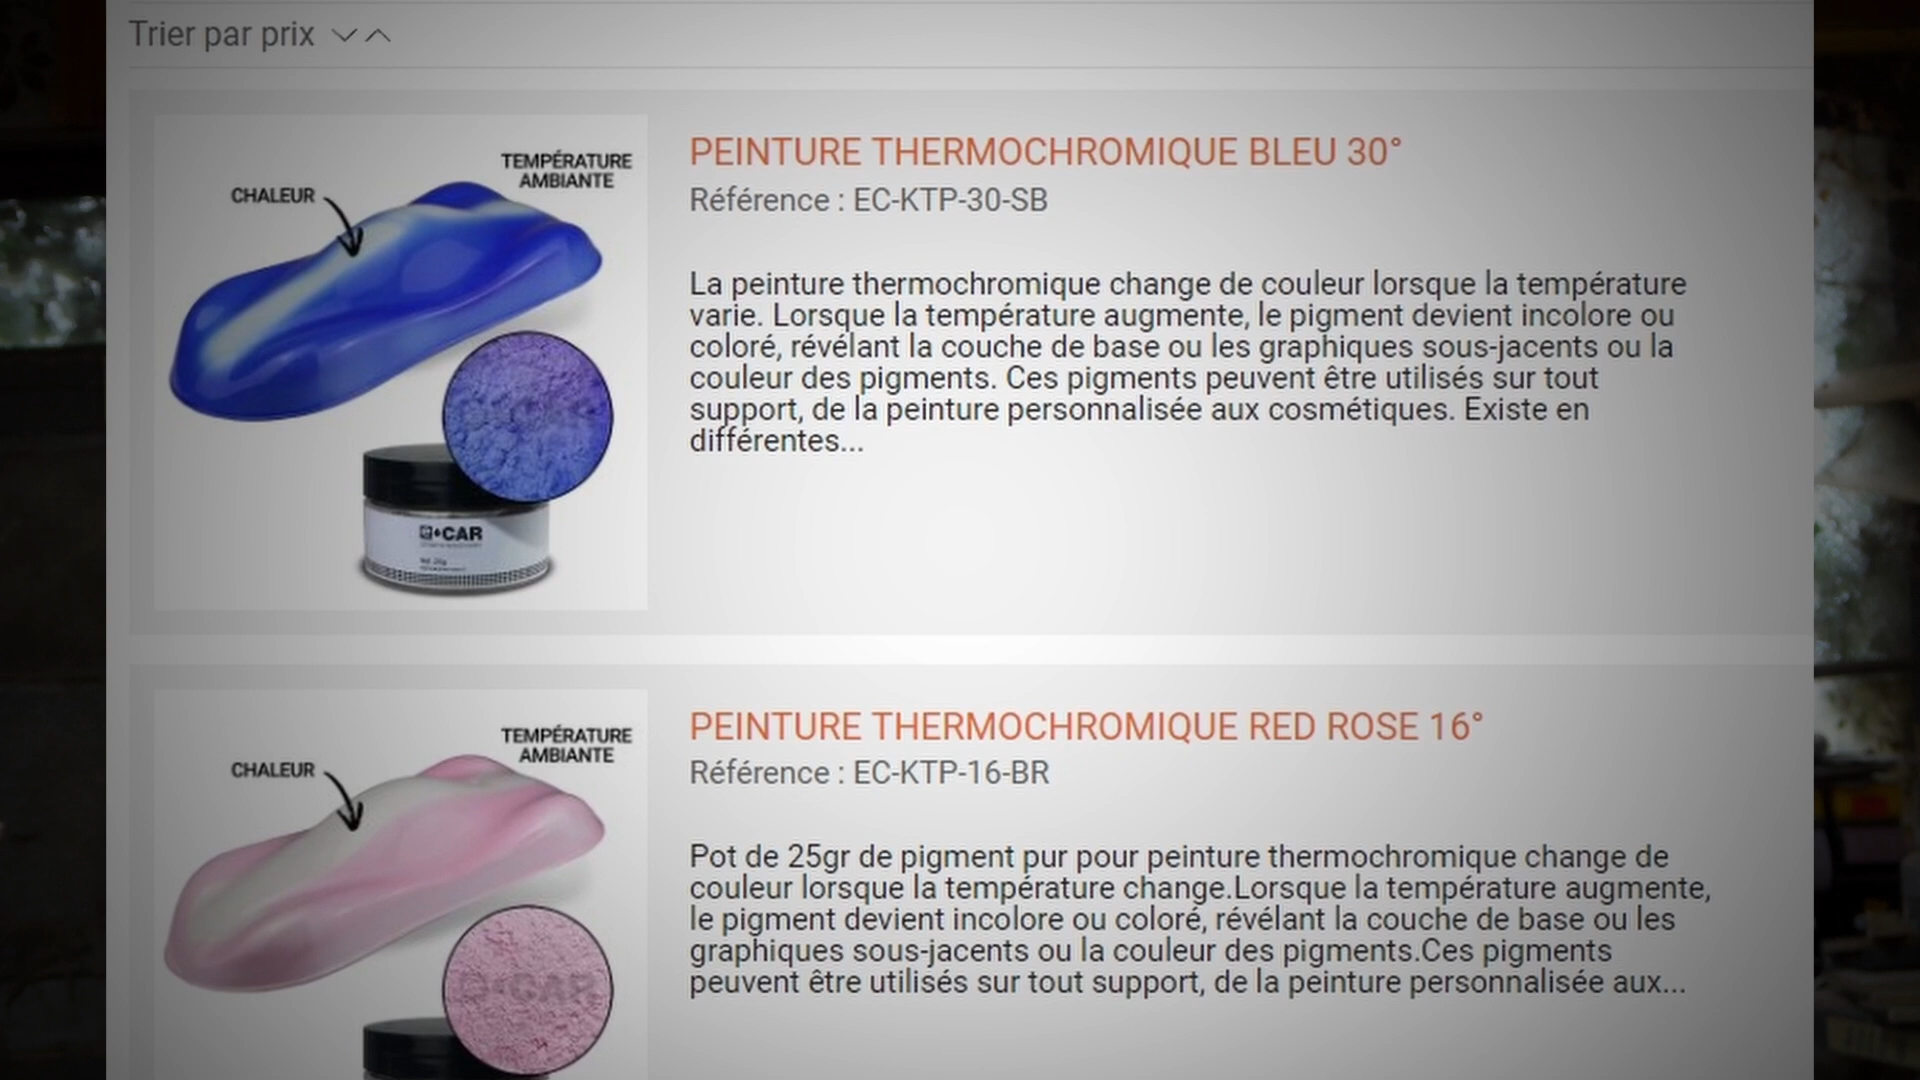 Trier par prix
CHALEUR
TEMPÉRATURE
AMBIANTE
e•CAR
PEINTURE THERMOCHROMIQUE BLEU 30°
Référence : EC-KTP-30-SB
La peinture thermochromique change de couleur lorsque la température
varie. Lorsque la température augmente, le pigment devient incolore ou
coloré, révélant la couche de base ou les graphiques sous-jacents ou la
couleur des pigments. Ces pigments peuvent être utilisés sur tout
support, de la peinture personnalisée aux cosmétiques. Existe en
différentes...
CHALEUR
TEMPÉRATURE
AMBIANTE
PEINTURE THERMOCHROMIQUE RED ROSE 16°
Référence : EC-KTP-16-BR
Pot de 25gr de pigment pur pour peinture thermochromique change de
couleur lorsque la température change.Lorsque la température augmente,
le pigment devient incolore ou coloré, révélant la couche de base ou les
graphiques sous-jacents ou la couleur des pigments.Ces pigments
peuvent être utilisés sur tout support, de la peinture personnalisée aux...